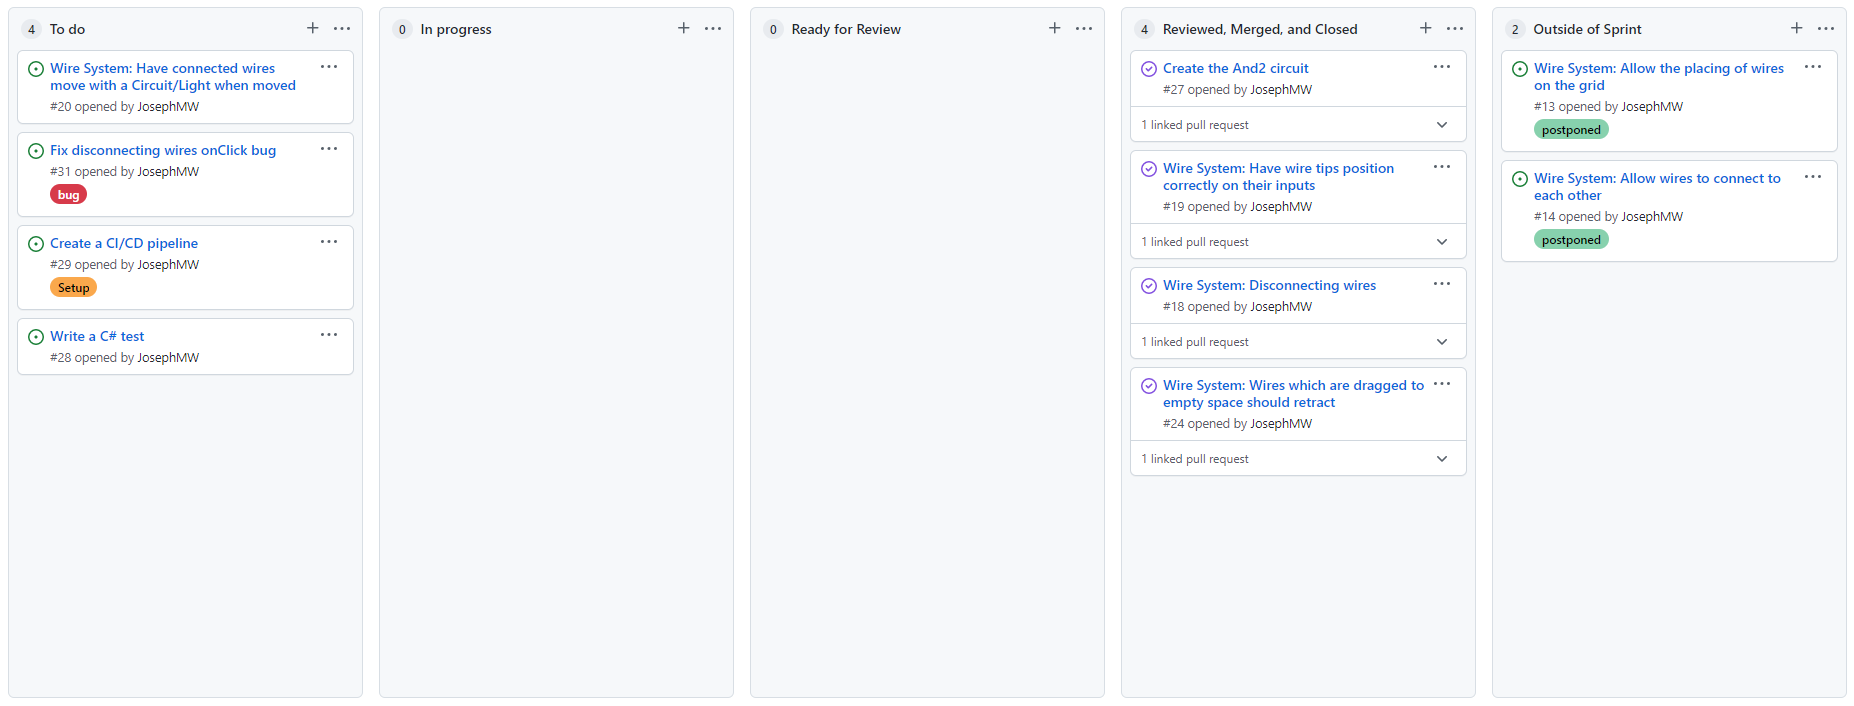 4 To do
Wire System: Have connected wires
move with a Circuit/Light when moved
#20 opened by JosephMW
Fix disconnecting wires onClick bug
#31 opened by JosephMW
bug
Create a CI/CD pipeline
#29 opened by JosephMW
Setup
Write a C# test
#28 opened by JosephMW
0 In progress
0 Ready for Review
4 Reviewed, Merged, and Closed
Create the And2 circuit
#27 opened by JosephMW
1 linked pull request
Wire System: Have wire tips position
correctly on their inputs
#19 opened by JosephMW
1 linked pull request
Wire System: Disconnecting wires
#18 opened by JosephMW
1 linked pull request
Wire System: Wires which are dragged to
empty space should retract
#24 opened by JosephMW
1 linked pull request
2 Outside of Sprint
Wire System: Allow the placing of wires
on the grid
#13 opened by JosephMW
postponed
Wire System: Allow wires to connect to
each other
#14 opened by JosephMW
postponed